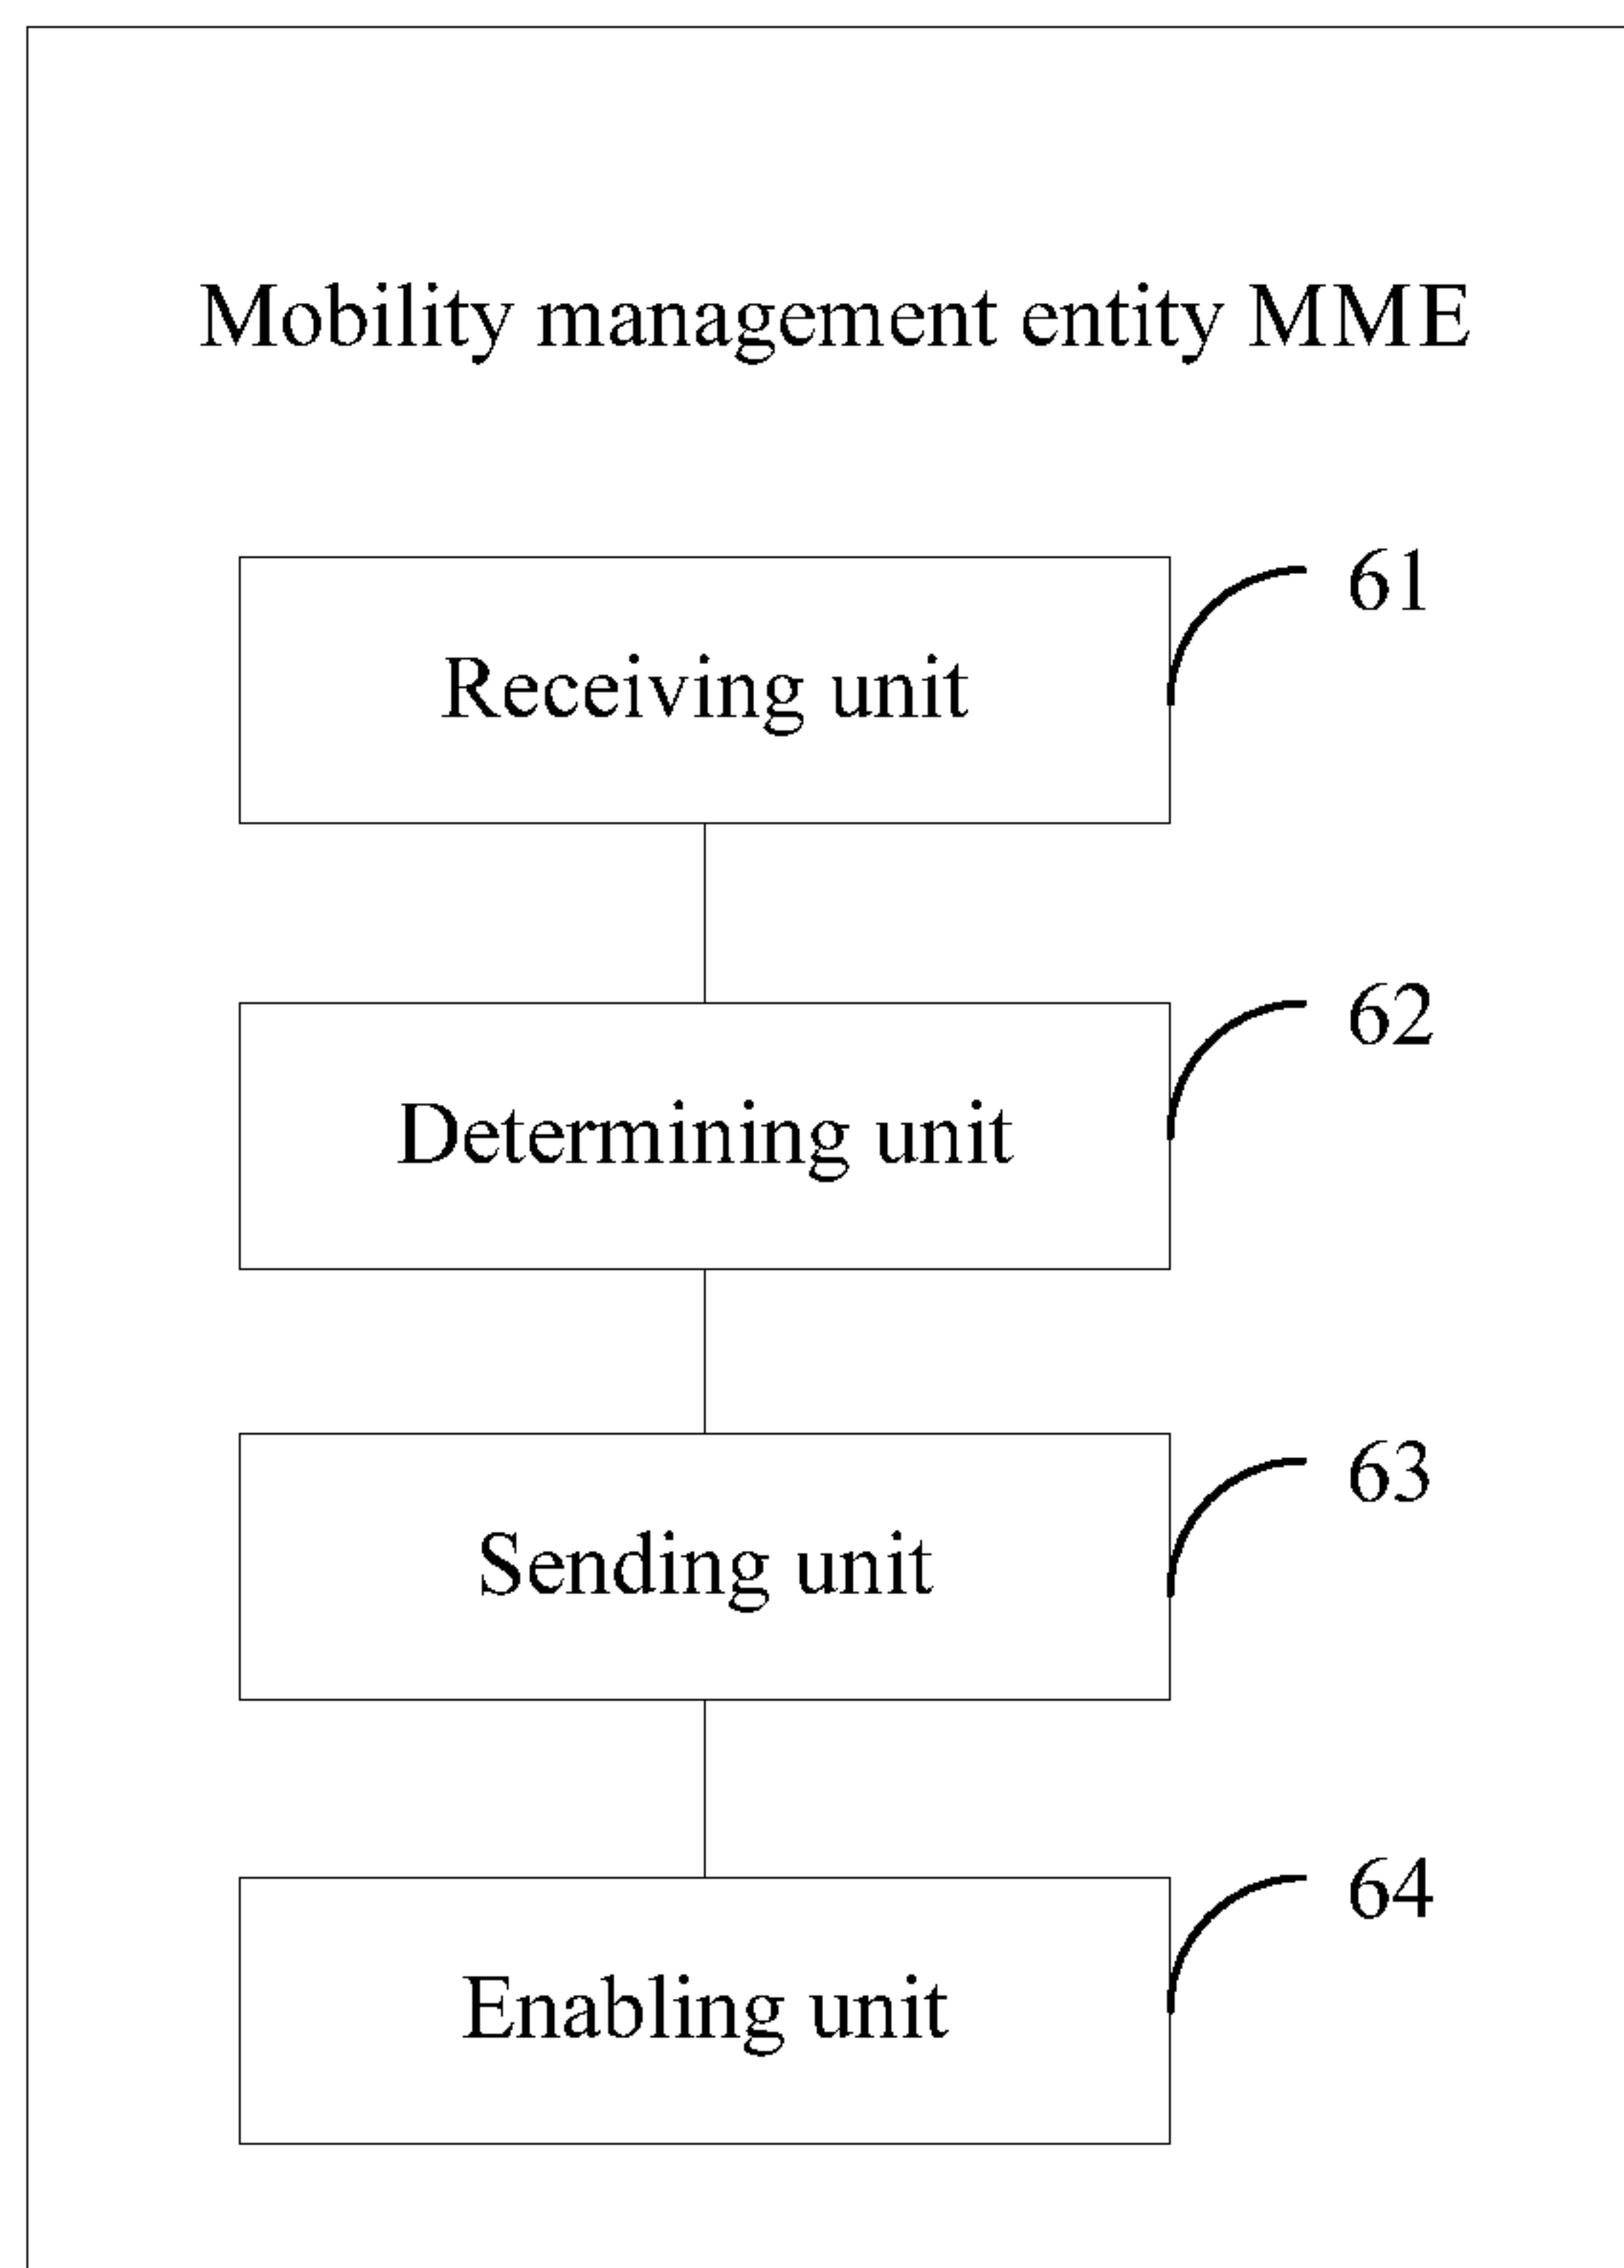 Mobility management entity MME
Receiving unit
61
Determining unit
62
Sending unit
63
Enabling unit
64